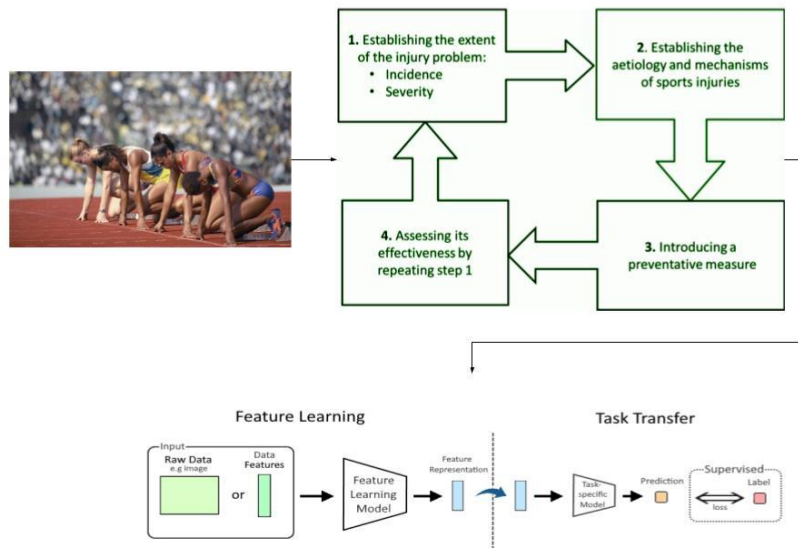 1. Establishing the extent
of the injury problem:
• Incidence
• Severity
2. Establishing the
aetiology and mechanisms
of sports injuries
4. Assessing its
effectiveness by
repeating step 1
3. Introducing a
preventative measure
Feature Learning
Task Transfer
Input
Raw Data
e.g image
or
Data
Features
Feature
Learning
Model
Feature
Representation
Task-
specific
Model
Prediction
Supervised
loss
Label